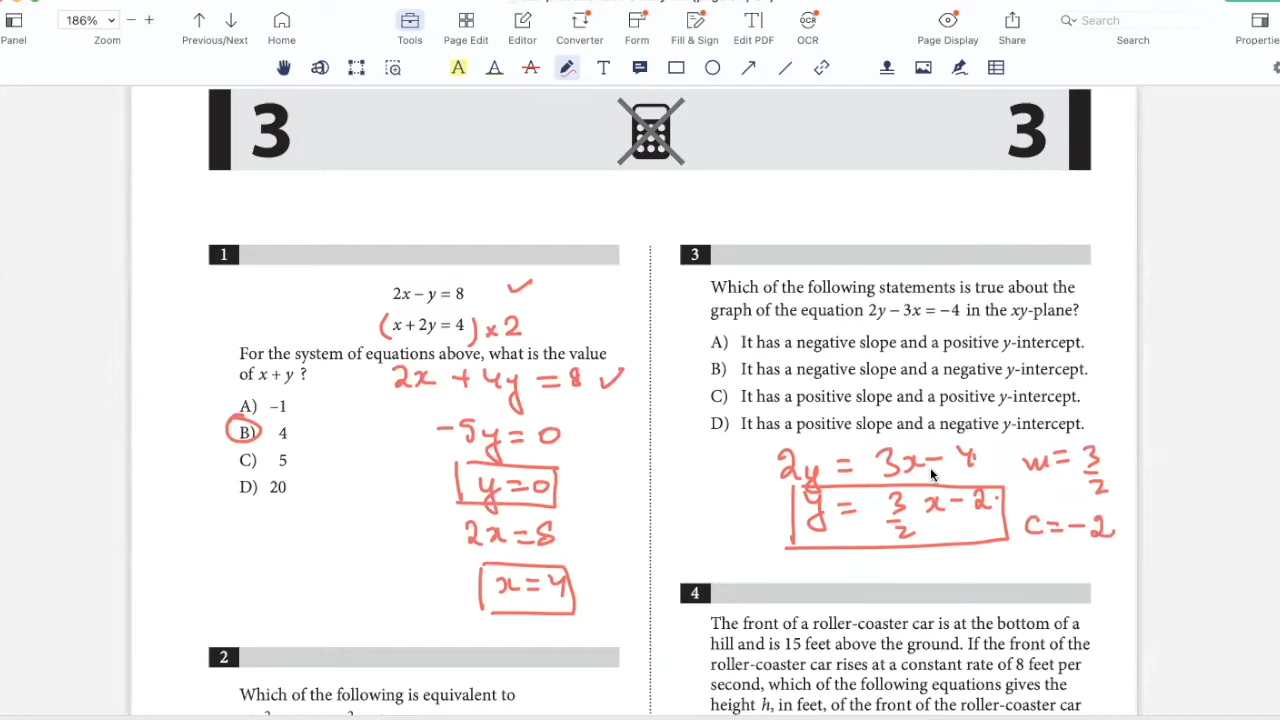 186%
Search
Panel
Zoom
Previous/Next
Home
Tools
Page Edit
Editor
Converter
Form
Fill & Sign
Edit PDF
OCR
Page Display
Share
Search
3
3
1
2x − y = 8 ✓
(x + 2y = 4) × 2
For the system of equations above, what is the value
of x + y ?
2x + 4y = 8 ✓
A) −1
B) 4
C) 5
D) 20
-5y = 0
y = 0
2x = 8
x = 4
2
Which of the following is equivalent to
3
Which of the following statements is true about the
graph of the equation 2y − 3x = −4 in the xy-plane?
A) It has a negative slope and a positive y-intercept.
B) It has a negative slope and a negative y-intercept.
C) It has a positive slope and a positive y-intercept.
D) It has a positive slope and a negative y-intercept.
2y = 3x - 4
m = 3/2
y = 3/2 x - 2
c = -2
4
The front of a roller-coaster car is at the bottom of a
hill and is 15 feet above the ground. If the front of the
roller-coaster car rises at a constant rate of 8 feet per
second, which of the following equations gives the
height h, in feet, of the front of the roller-coaster car